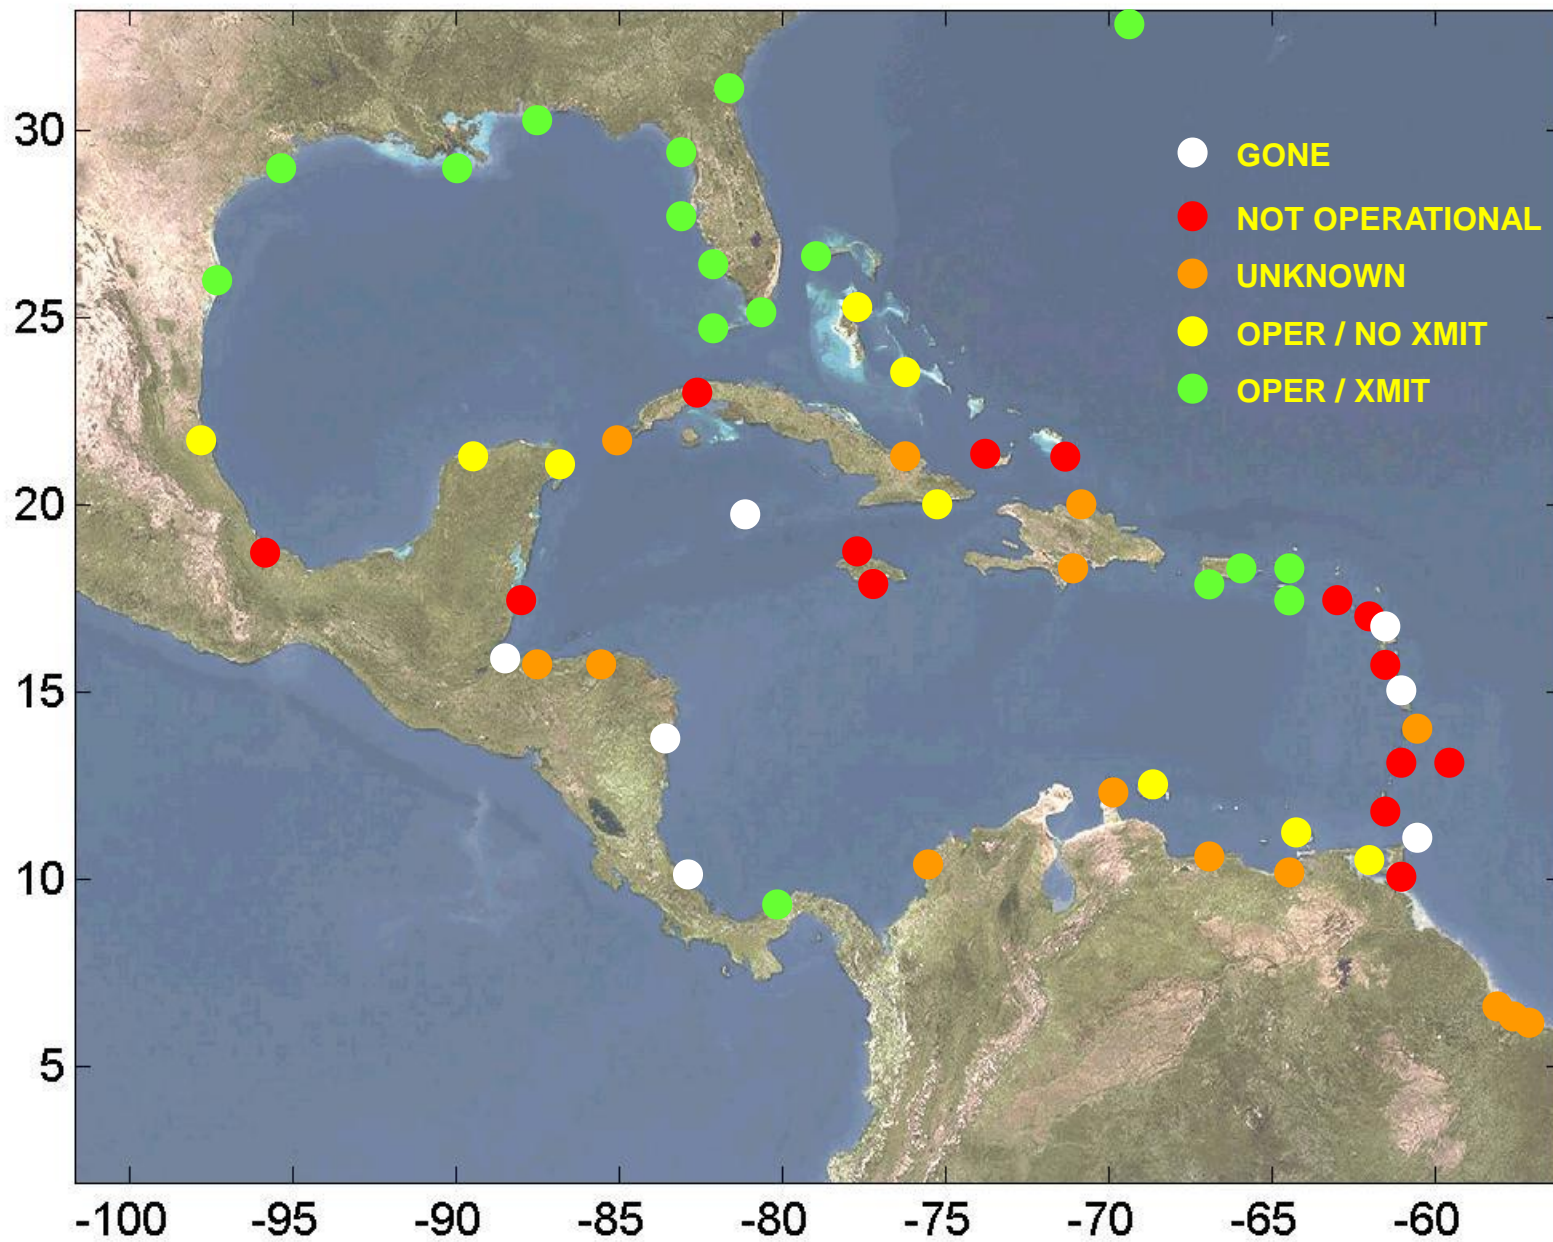 30
25
20
15
10
5
GONE
NOT OPERATIONAL
UNKNOWN
OPER / NO XMIT
OPER / XMIT
-100 -95 -90 -85 -80 -75 -70 -65 -60